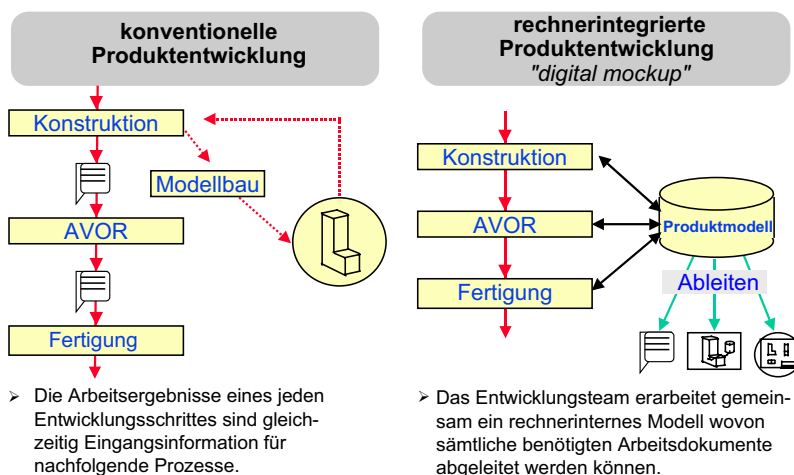 konventionelle
Produktentwicklung
Konstruktion
Modellbau
AVOR
Fertigung
➢ Die Arbeitsergebnisse eines jeden
Entwicklungsschrittes sind gleich-
zeitig Eingangsinformation für
nachfolgende Prozesse.
rechnerintegrierte
Produktentwicklung
"digital mockup"
Konstruktion
AVOR
Fertigung
Produktmodell
Ableiten
➢ Das Entwicklungsteam erarbeitet gemein-
sam ein rechnerinternes Modell wovon
sämtliche benötigten Arbeitsdokumente
abgeleitet werden können.